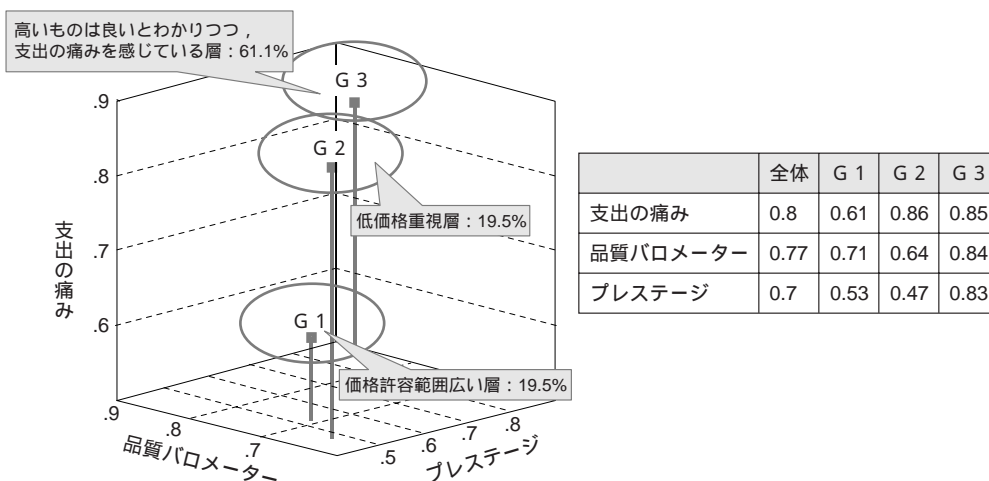 高いものは良いとわかりつつ，
支出の痛みを感じている層：61.1%
G 3
G 2
低価格重視層：19.5%
G 1
価格許容範囲広い層：19.5%
.9
.8
.7
.6
支出の痛み
.9
.8
.7
品質バロメーター
.5
.6
.7
.8
プレステージ
全体 G 1 G 2 G 3
支出の痛み 0.8 0.61 0.86 0.85
品質バロメーター 0.77 0.71 0.64 0.84
プレステージ 0.7 0.53 0.47 0.83